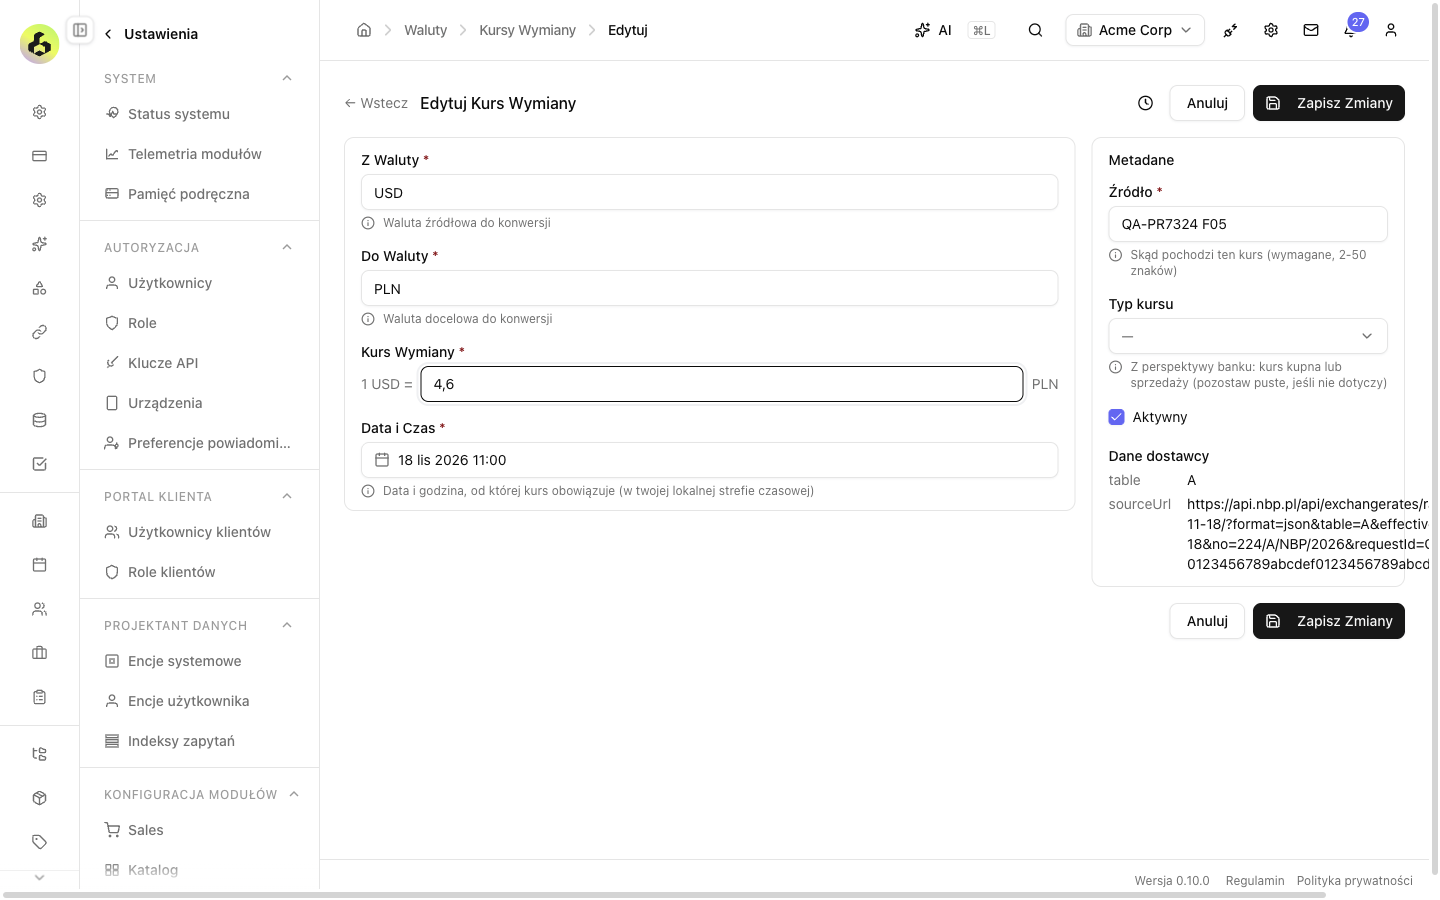 Ustawienia
SYSTEM
Status systemu
Telemetria modułów
Pamięć podręczna
AUTORYZACJA
Użytkownicy
Role
Klucze API
Urządzenia
Preferencje powiadomi...
PORTAL KLIENTA
Użytkownicy klientów
Role klientów
PROJEKTANT DANYCH
Encje systemowe
Encje użytkownika
Indeksy zapytań
KONFIGURACJA MODUŁÓW
Sales
Katalog
Waluty
Kursy Wymiany
Edytuj
AI
⌘L
Acme Corp
27
← Wstecz
Edytuj Kurs Wymiany
Anuluj
Zapisz Zmiany
Z Waluty *
USD
Waluta źródłowa do konwersji
Do Waluty *
PLN
Waluta docelowa do konwersji
Kurs Wymiany *
1 USD =
4,6
PLN
Data i Czas *
18 lis 2026 11:00
Data i godzina, od której kurs obowiązuje (w twojej lokalnej strefie czasowej)
Metadane
Źródło *
QA-PR7324 F05
Skąd pochodzi ten kurs (wymagane, 2-50
znaków)
Typ kursu
—
Z perspektywy banku: kurs kupna lub
sprzedaży (pozostaw puste, jeśli nie dotyczy)
Aktywny
Dane dostawcy
table
A
sourceUrl
https://api.nbp.pl/api/exchangerates/
11-18/?format=json&table=A&effectiv
18&no=224/A/NBP/2026&requestId=
0123456789abcdef0123456789abcd
Anuluj
Zapisz Zmiany
Wersja 0.10.0
Regulamin
Polityka prywatności